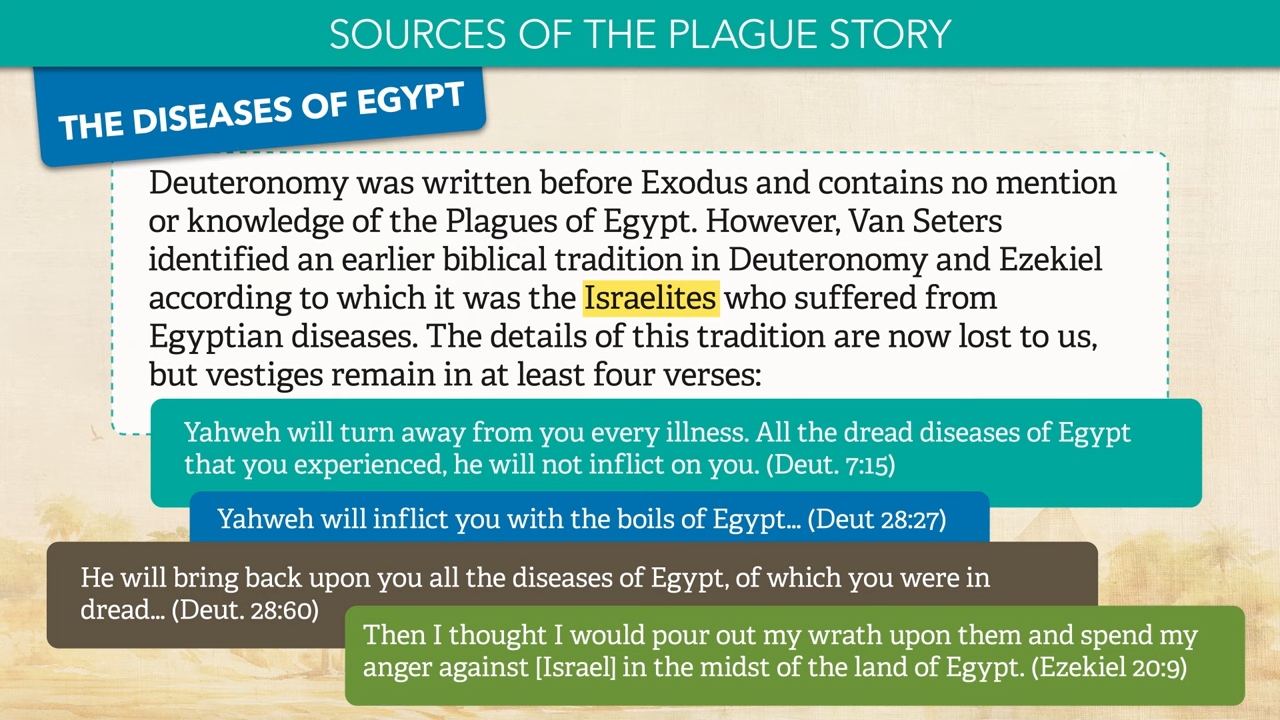 SOURCES OF THE PLAGUE STORY
THE DISEASES OF EGYPT
Deuteronomy was written before Exodus and contains no mention
or knowledge of the Plagues of Egypt. However, Van Seters
identified an earlier biblical tradition in Deuteronomy and Ezekiel
according to which it was the Israelites who suffered from
Egyptian diseases. The details of this tradition are now lost to us,
but vestiges remain in at least four verses:
Yahweh will turn away from you every illness. All the dread diseases of Egypt
that you experienced, he will not inflict on you. (Deut. 7:15)
Yahweh will inflict you with the boils of Egypt... (Deut 28:27)
He will bring back upon you all the diseases of Egypt, of which you were in
dread... (Deut. 28:60)
Then I thought I would pour out my wrath upon them and spend my
anger against [Israel] in the midst of the land of Egypt. (Ezekiel 20:9)